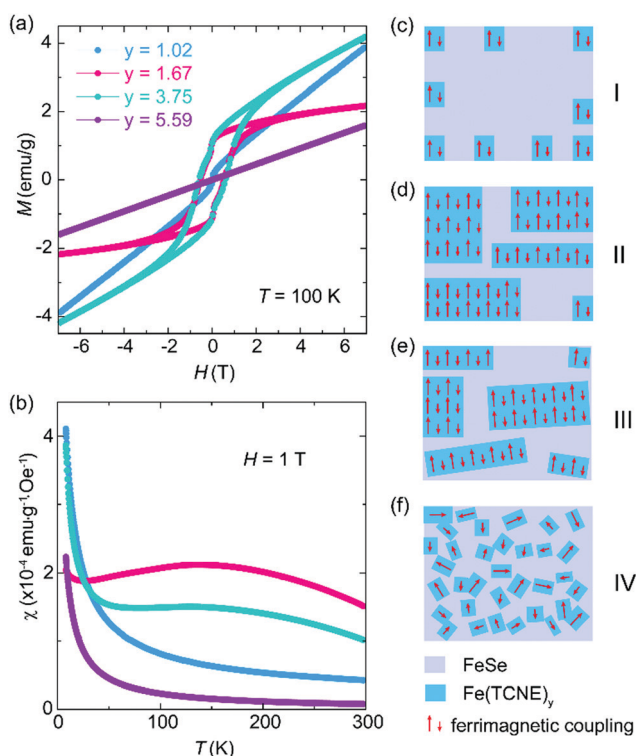 (a)
4
2
0
-2
-4
M (emu/g)
y = 1.02
y = 1.67
y = 3.75
y = 5.59
T = 100 K
-6 -4 -2 0 2 4 6
H (T)
(b)
4
2
0
χ (x10⁻⁴ emu·g⁻¹Oe⁻¹)
H = 1 T
0 100 200 300
T (K)
(c)
I
(d)
II
(e)
III
(f)
IV
FeSe
Fe(TCNE)y
ferrimagnetic coupling